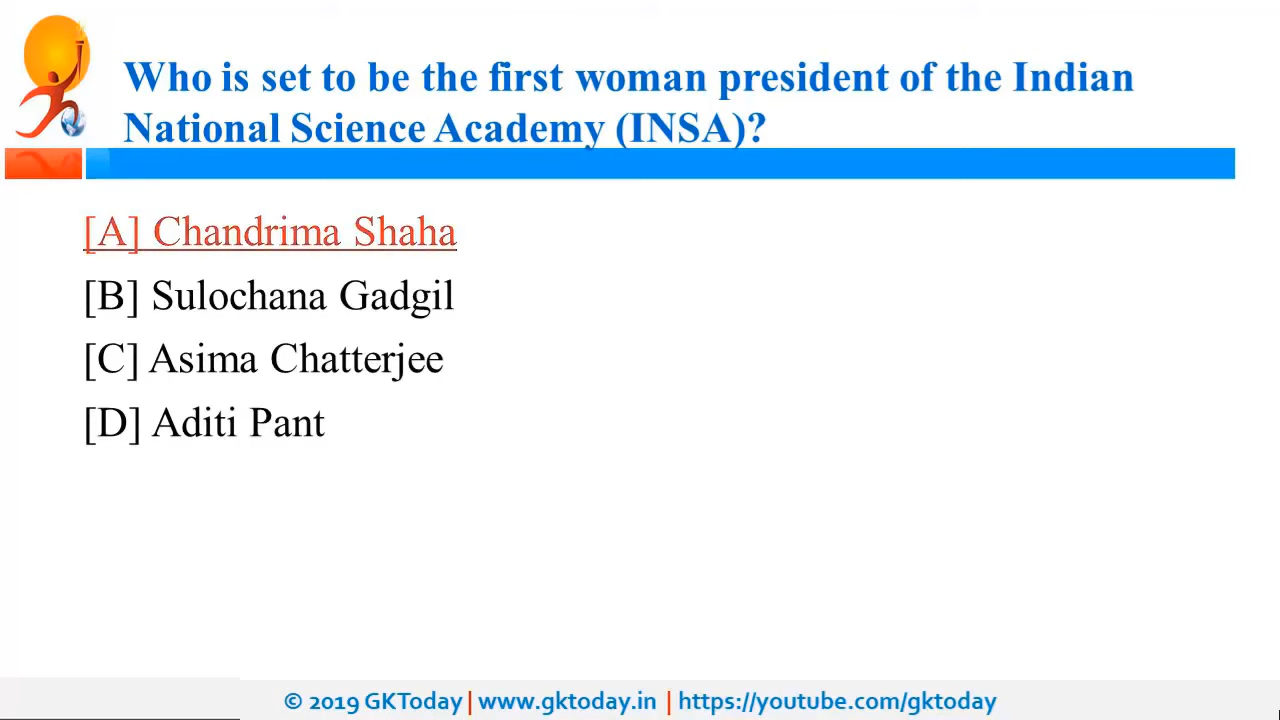 Who is set to be the first woman president of the Indian
National Science Academy (INSA)?
[A] Chandrima Shaha
[B] Sulochana Gadgil
[C] Asima Chatterjee
[D] Aditi Pant
© 2019 GKToday | www.gktoday.in | https://youtube.com/gktoday